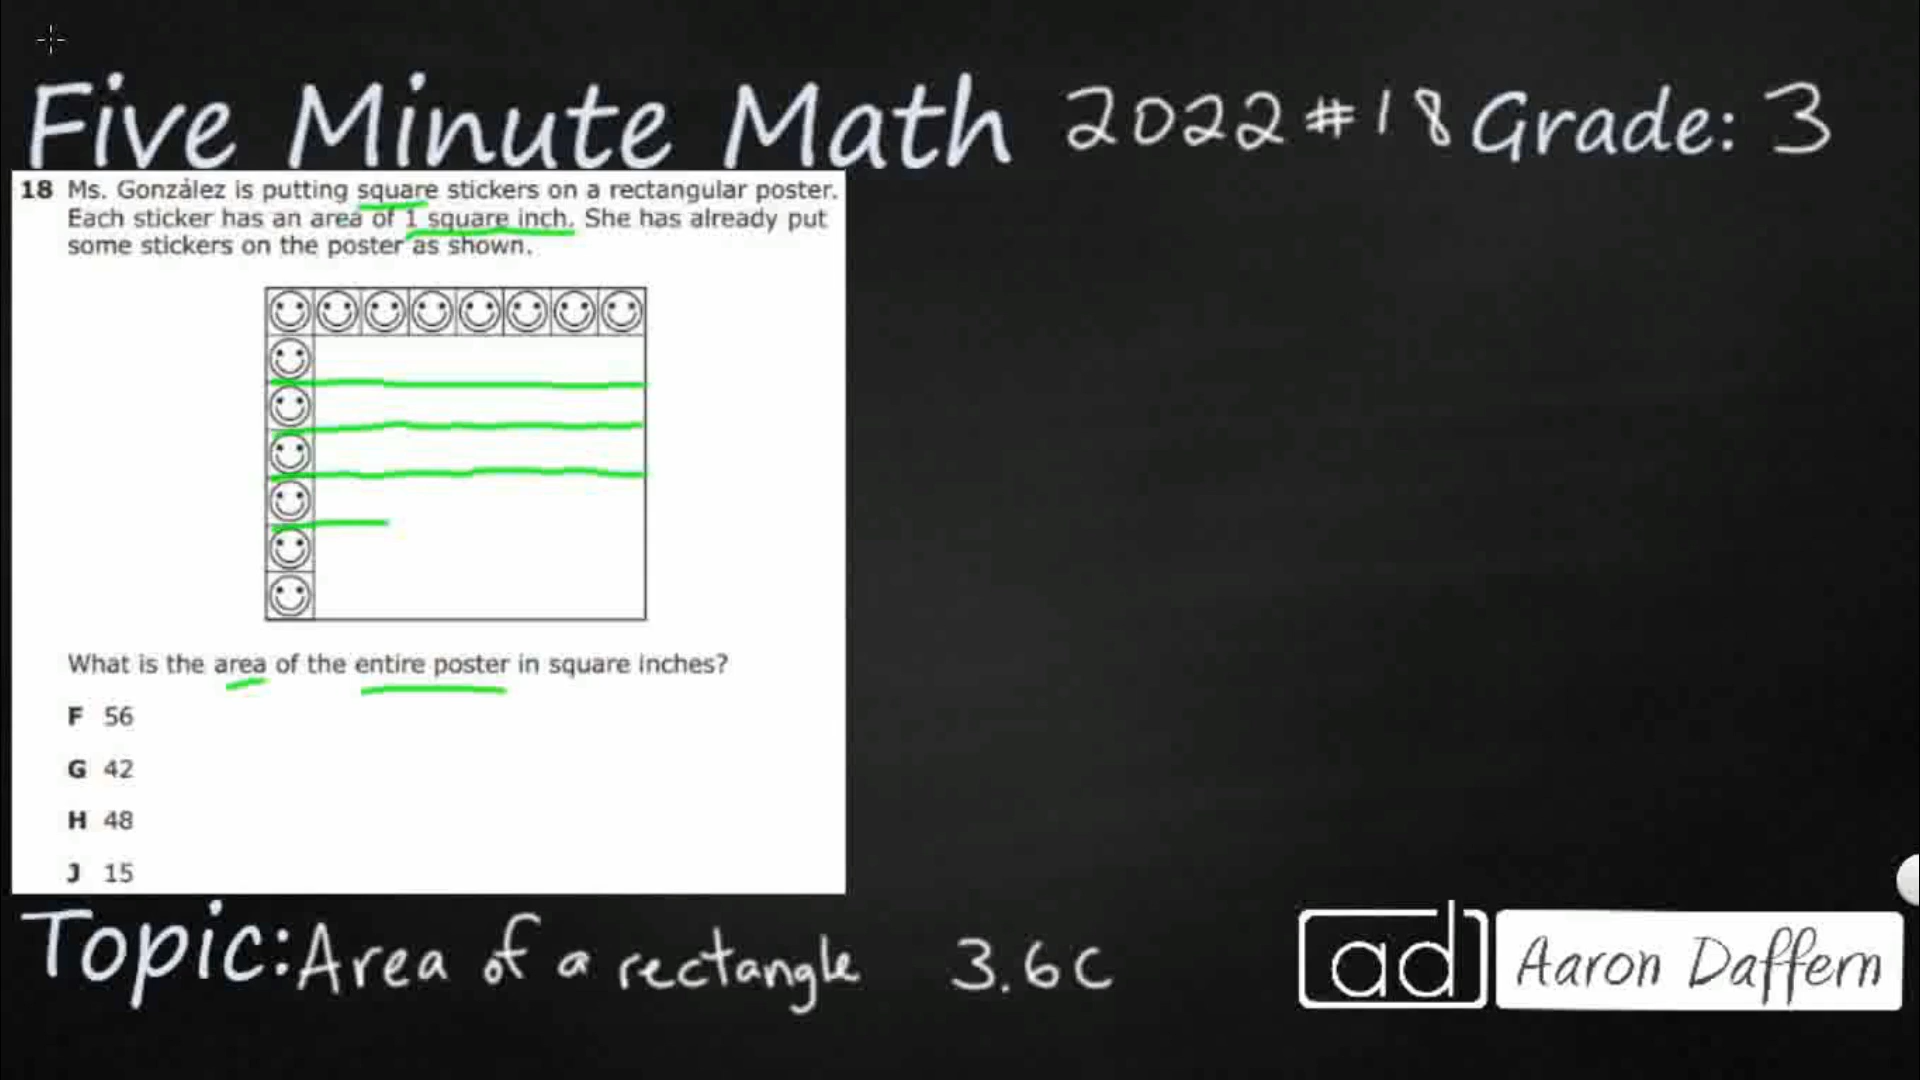 Five Minute Math 2022 #18 Grade: 3
18 Ms. González is putting square stickers on a rectangular poster.
Each sticker has an area of 1 square inch. She has already put
some stickers on the poster as shown.
What is the area of the entire poster in square inches?
F 56
G 42
H 48
J 15
Topic: Area of a rectangle 3.6C
ad Aaron Daffern